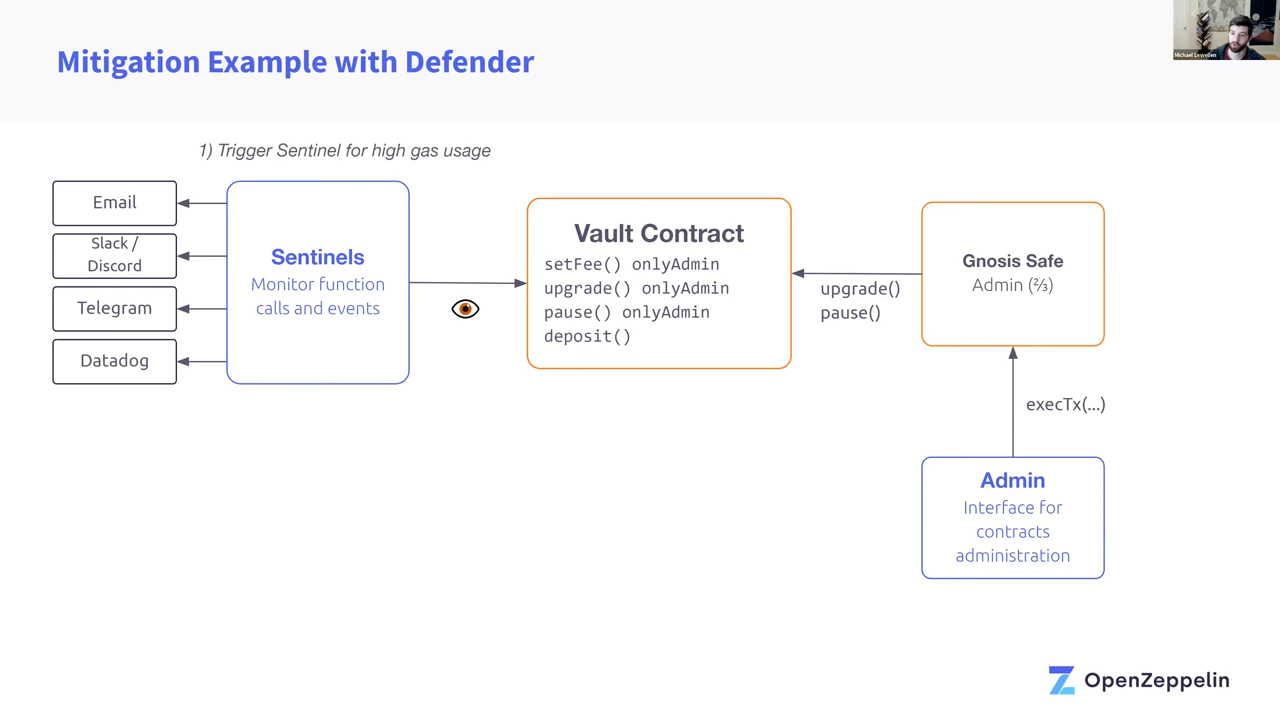 Mitigation Example with Defender
Michael Lewellen
1) Trigger Sentinel for high gas usage
Email
Slack /
Discord
Telegram
Datadog
Sentinels
Monitor function
calls and events
Vault Contract
setFee() onlyAdmin
upgrade() onlyAdmin
pause() onlyAdmin
deposit()
upgrade()
pause()
Gnosis Safe
Admin (⅔)
execTx(...)
Admin
Interface for
contracts
administration
OpenZeppelin